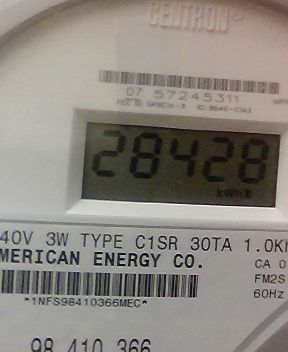 CENTRON
07 57245311
28428
kWh
40V 3W TYPE C1SR 30TA 1.0K
MERICAN ENERGY CO.
CA 0
FM2S
60Hz
*1NFS98410366MEC*
98 410 366